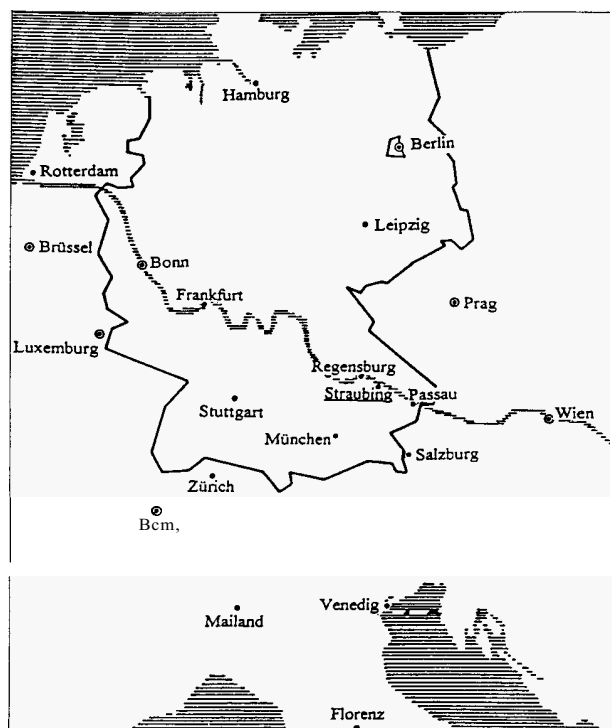 Hamburg
Berlin
Rotterdam
Leipzig
Brüssel
Bonn
Frankfurt
Prag
Luxemburg
Regensburg
Straubing
Passau
Stuttgart
Wien
München
Salzburg
Zürich
Bcm,
Venedig
Mailand
Florenz